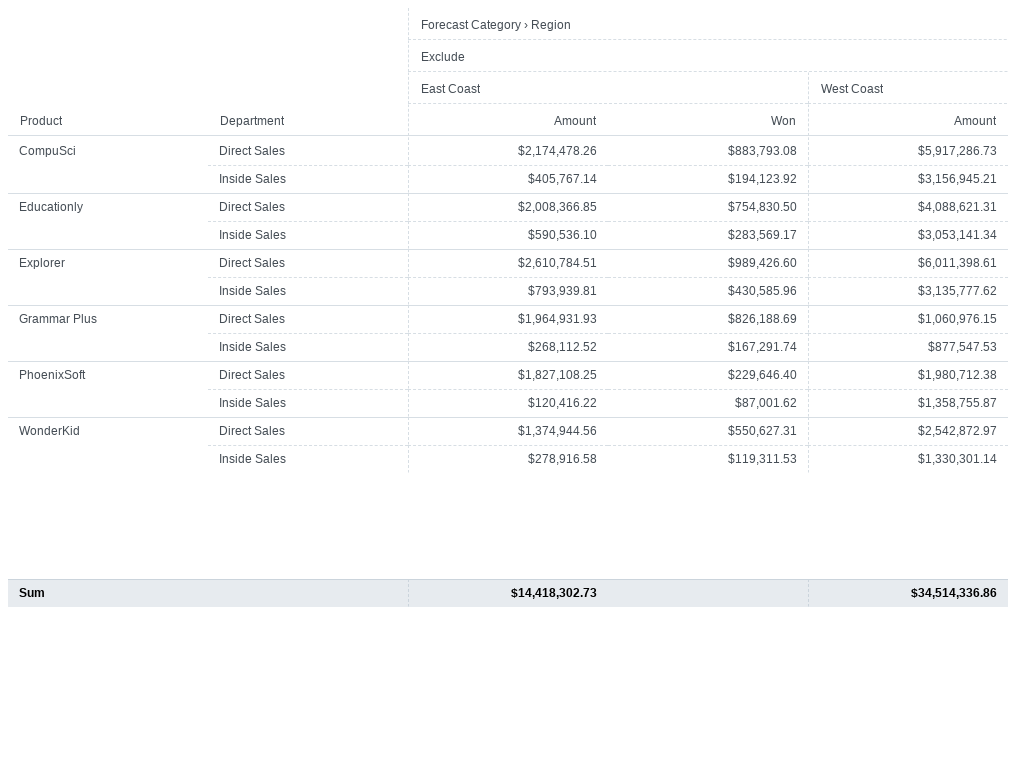 Forecast Category › Region
Exclude
East Coast West Coast
Product Department Amount Won Amount
CompuSci Direct Sales $2,174,478.26 $883,793.08 $5,917,286.73
Inside Sales $405,767.14 $194,123.92 $3,156,945.21
Educationly Direct Sales $2,008,366.85 $754,830.50 $4,088,621.31
Inside Sales $590,536.10 $283,569.17 $3,053,141.34
Explorer Direct Sales $2,610,784.51 $989,426.60 $6,011,398.61
Inside Sales $793,939.81 $430,585.96 $3,135,777.62
Grammar Plus Direct Sales $1,964,931.93 $826,188.69 $1,060,976.15
Inside Sales $268,112.52 $167,291.74 $877,547.53
PhoenixSoft Direct Sales $1,827,108.25 $229,646.40 $1,980,712.38
Inside Sales $120,416.22 $87,001.62 $1,358,755.87
WonderKid Direct Sales $1,374,944.56 $550,627.31 $2,542,872.97
Inside Sales $278,916.58 $119,311.53 $1,330,301.14
Sum $14,418,302.73 $34,514,336.86